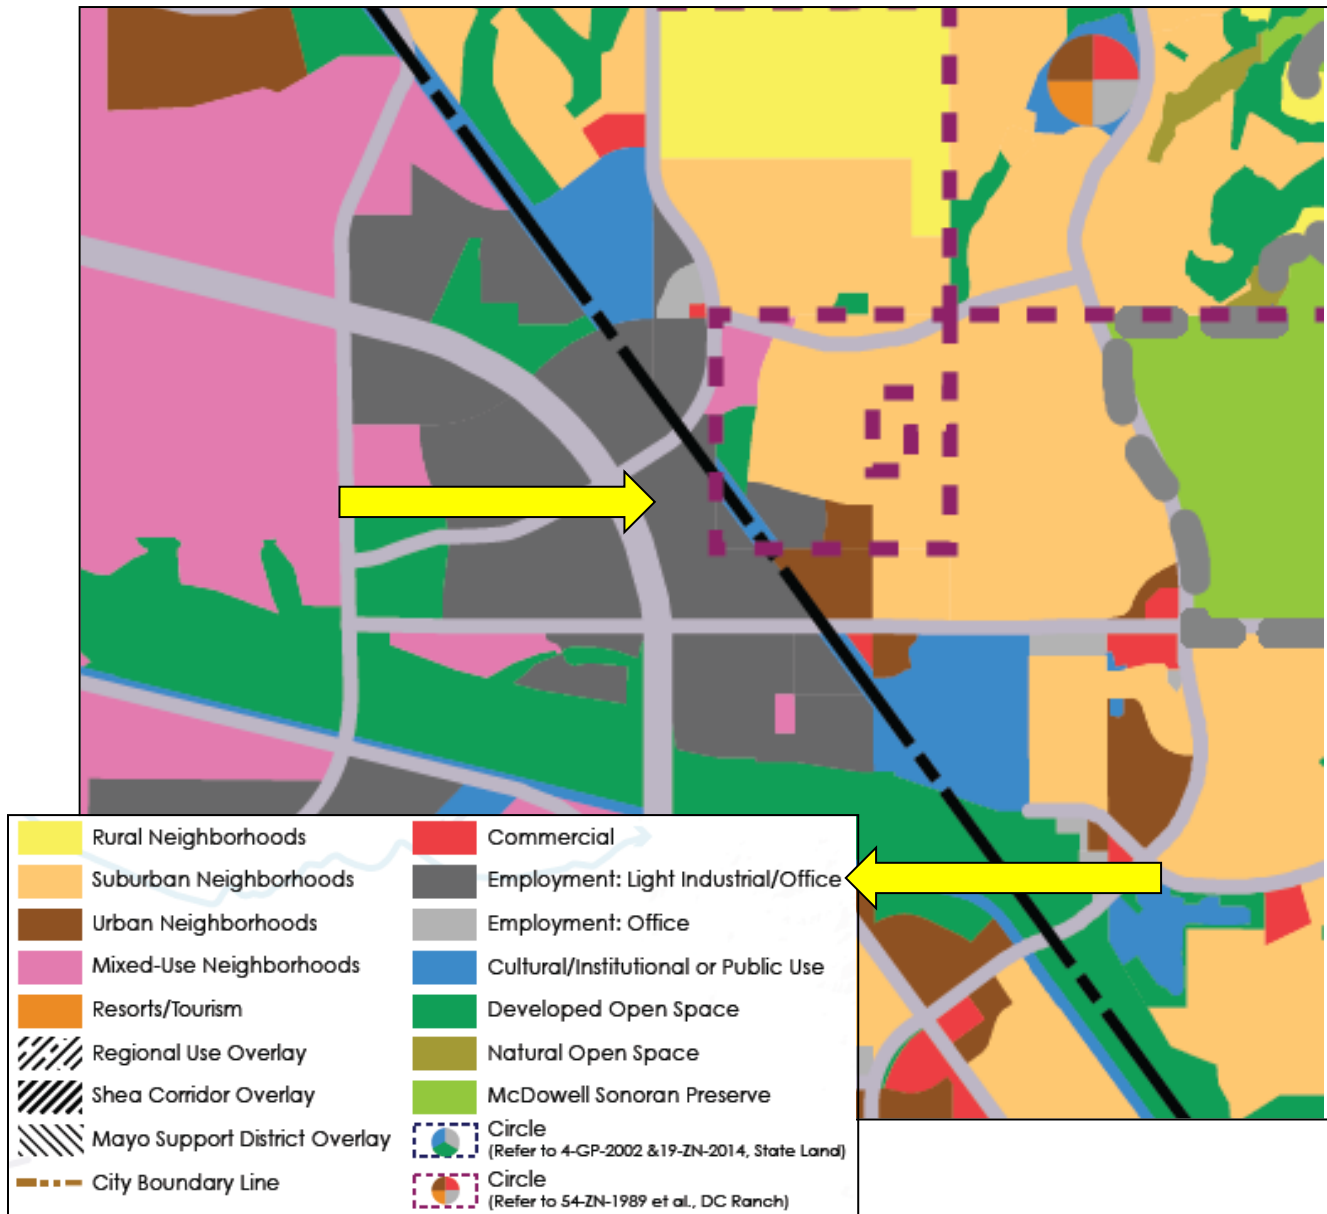 Rural Neighborhoods
Suburban Neighborhoods
Urban Neighborhoods
Mixed-Use Neighborhoods
Resorts/Tourism
Regional Use Overlay
Shea Corridor Overlay
Mayo Support District Overlay
City Boundary Line
Commercial
Employment: Light Industrial/Office
Employment: Office
Cultural/Institutional or Public Use
Developed Open Space
Natural Open Space
McDowell Sonoran Preserve
Circle
(Refer to 4-GP-2002 &19-ZN-2014, State Land)
Circle
(Refer to 54-ZN-1989 et al., DC Ranch)